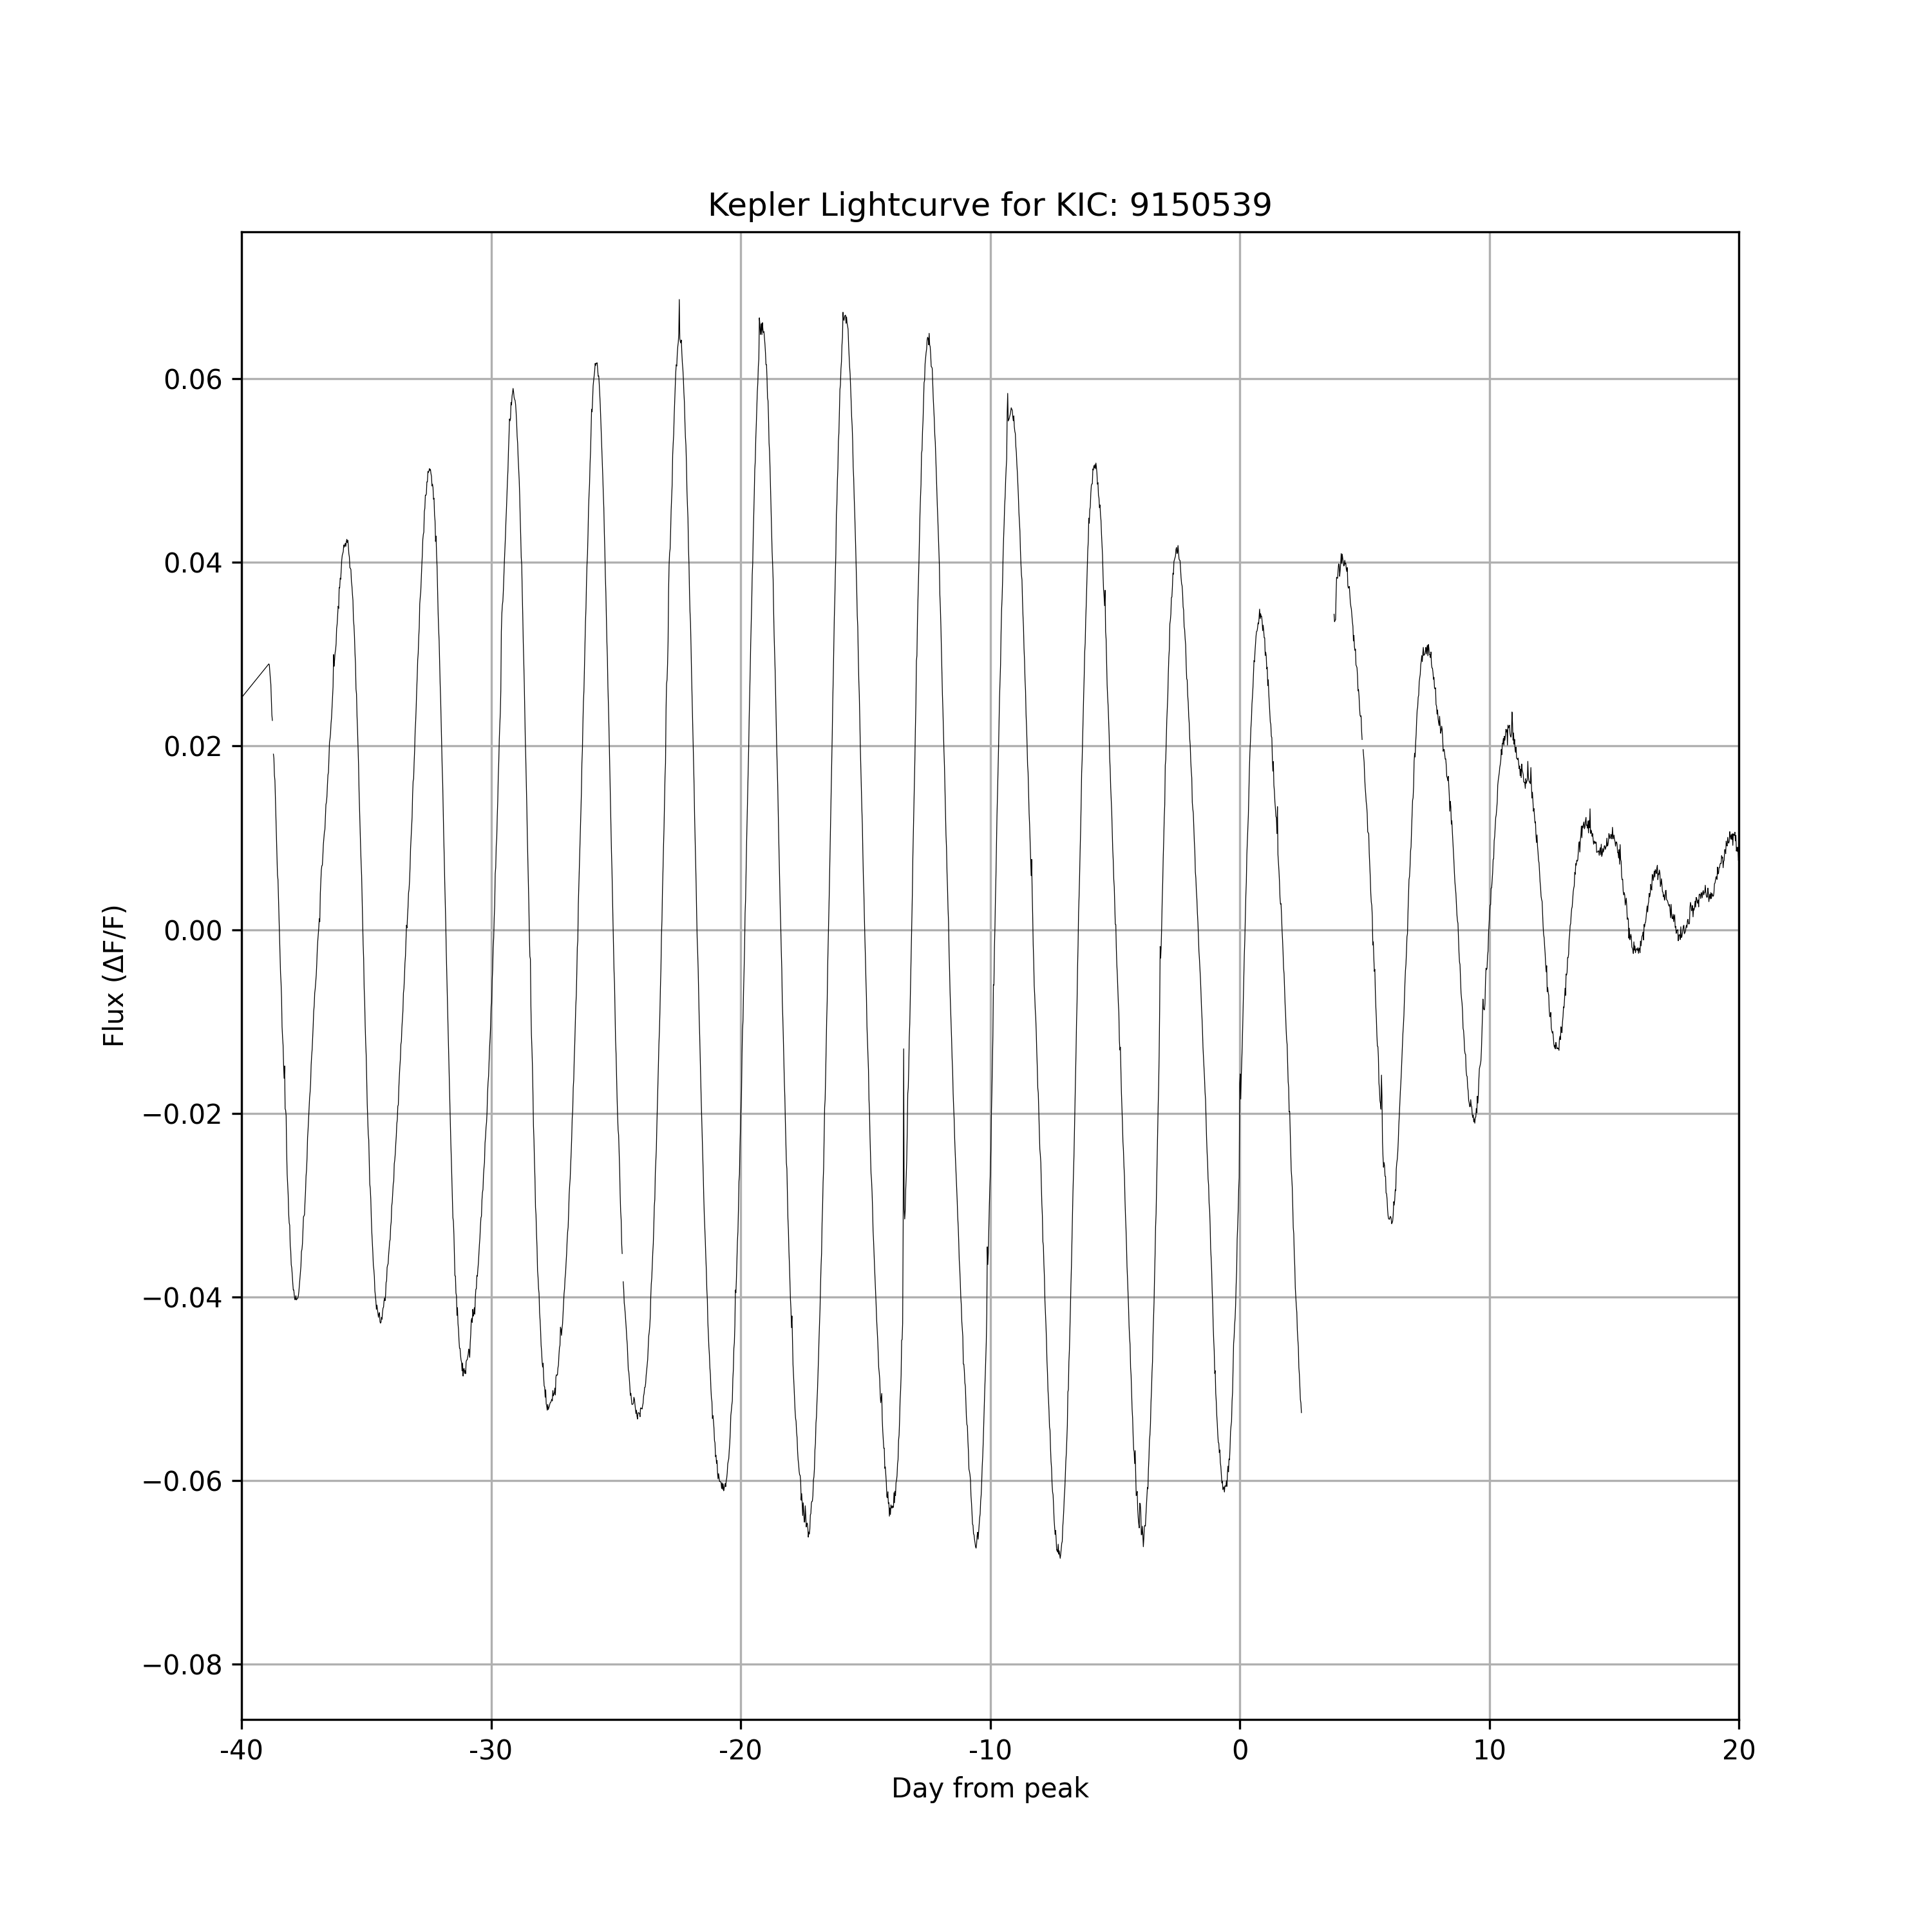 Kepler Lightcurve for KIC: 9150539
Flux (ΔF/F)
0.06
0.04
0.02
0.00
−0.02
−0.04
−0.06
−0.08
-40 -30 -20 -10 0 10 20
Day from peak